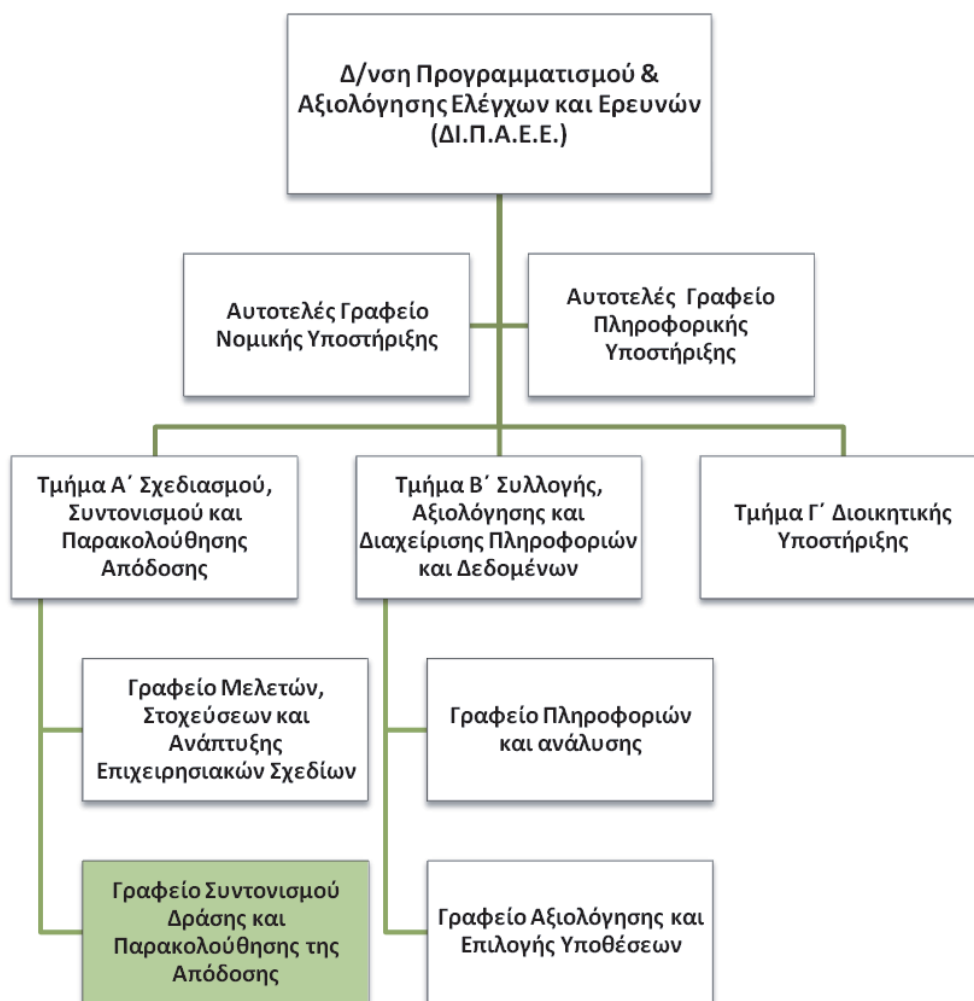 Δ/νση Προγραμματισμού &
Αξιολόγησης Ελέγχων και Ερευνών
(ΔΙ.Π.Α.Ε.Ε.)
Αυτοτελές Γραφείο
Νομικής Υποστήριξης
Αυτοτελές Γραφείο
Πληροφορικής
Υποστήριξης
Τμήμα Α΄ Σχεδιασμού,
Συντονισμού και
Παρακολούθησης
Απόδοσης
Τμήμα Β΄ Συλλογής,
Αξιολόγησης και
Διαχείρισης Πληροφοριών
και Δεδομένων
Τμήμα Γ΄ Διοικητικής
Υποστήριξης
Γραφείο Μελετών,
Στοχεύσεων και
Ανάπτυξης
Επιχειρησιακών Σχεδίων
Γραφείο Πληροφοριών
και ανάλυσης
Γραφείο Συντονισμού
Δράσης και
Παρακολούθησης της
Απόδοσης
Γραφείο Αξιολόγησης και
Επιλογής Υποθέσεων